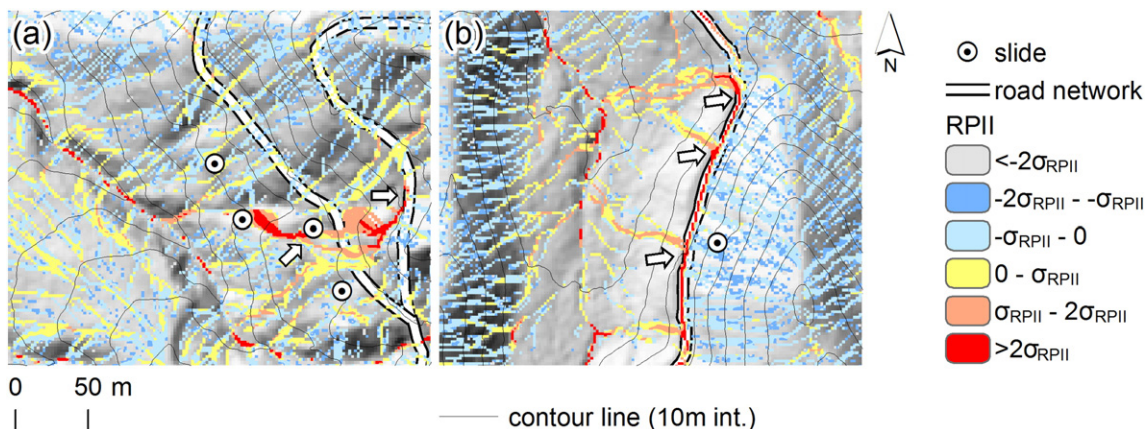 (a)
(b)
N
slide
road network
RPII
<-2σRPII
-2σRPII - -σRPII
-σRPII - 0
0 - σRPII
σRPII - 2σRPII
>2σRPII
0 50 m
contour line (10m int.)